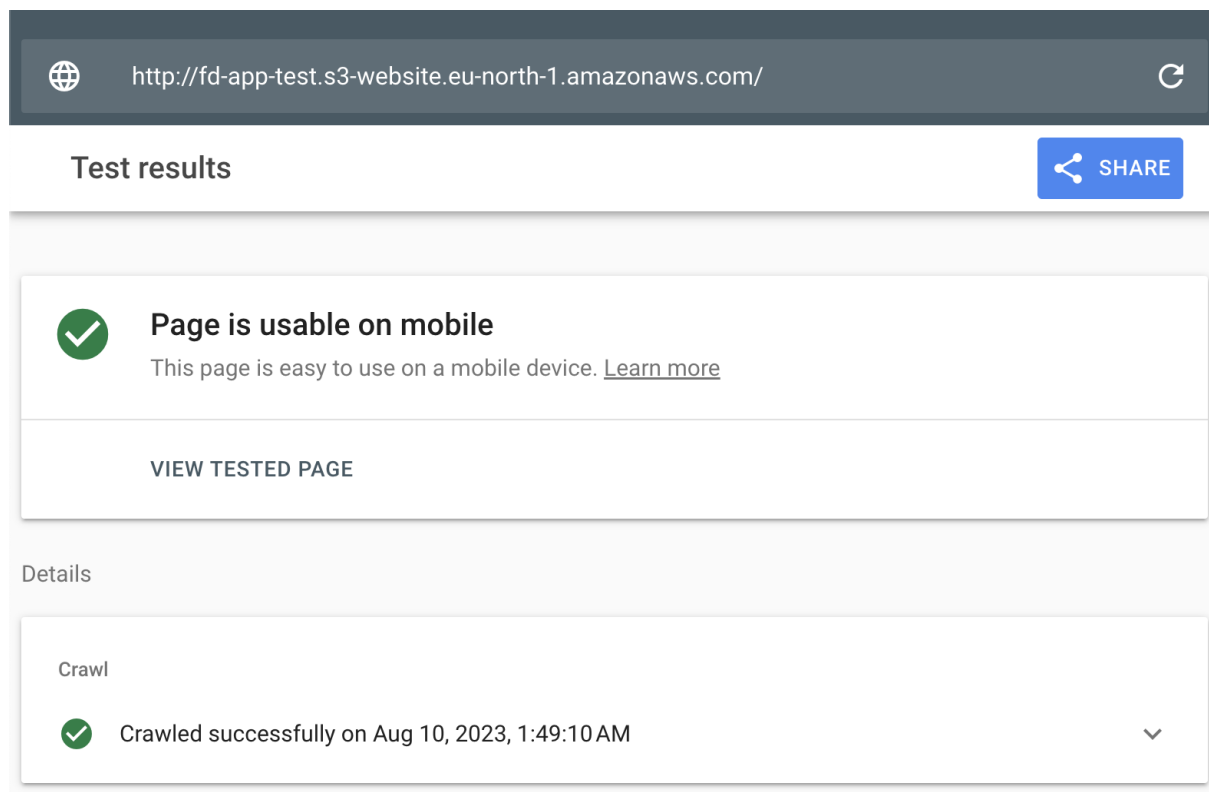 http://fd-app-test.s3-website.eu-north-1.amazonaws.com/
Test results
SHARE
Page is usable on mobile
This page is easy to use on a mobile device. Learn more
VIEW TESTED PAGE
Details
Crawl
Crawled successfully on Aug 10, 2023, 1:49:10 AM